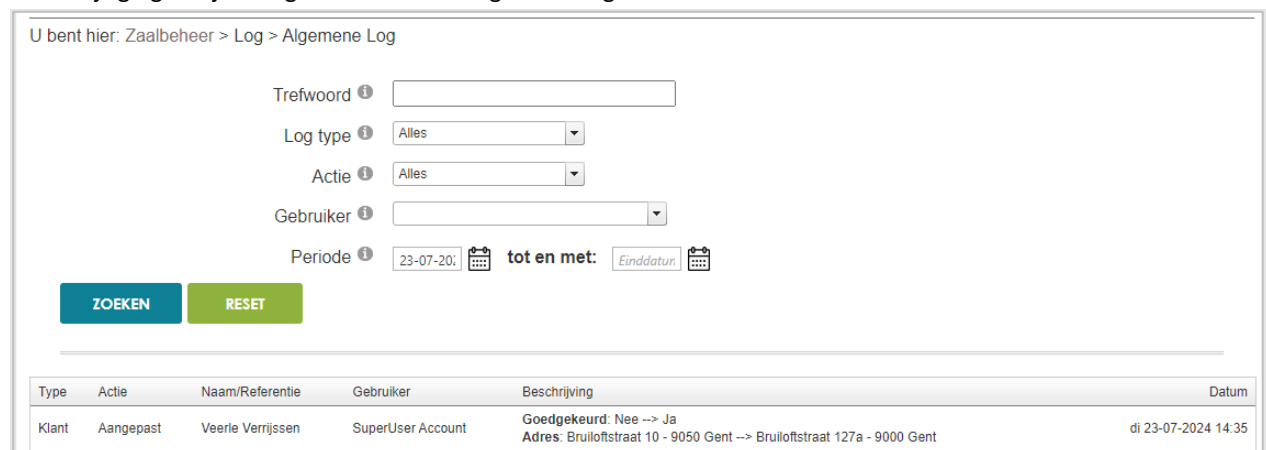 U bent hier: Zaalbeheer > Log > Algemene Log
Trefwoord
Log type Alles
Actie Alles
Gebruiker
Periode 23-07-202 tot en met: Einddatun
ZOEKEN RESET
Type Actie Naam/Referentie Gebruiker Beschrijving Datum
Klant Aangepast Veerle Verrijssen SuperUser Account Goedgekeurd: Nee --> Ja di 23-07-2024 14:35
Adres: Bruiloftstraat 10 - 9050 Gent --> Bruiloftstraat 127a - 9000 Gent